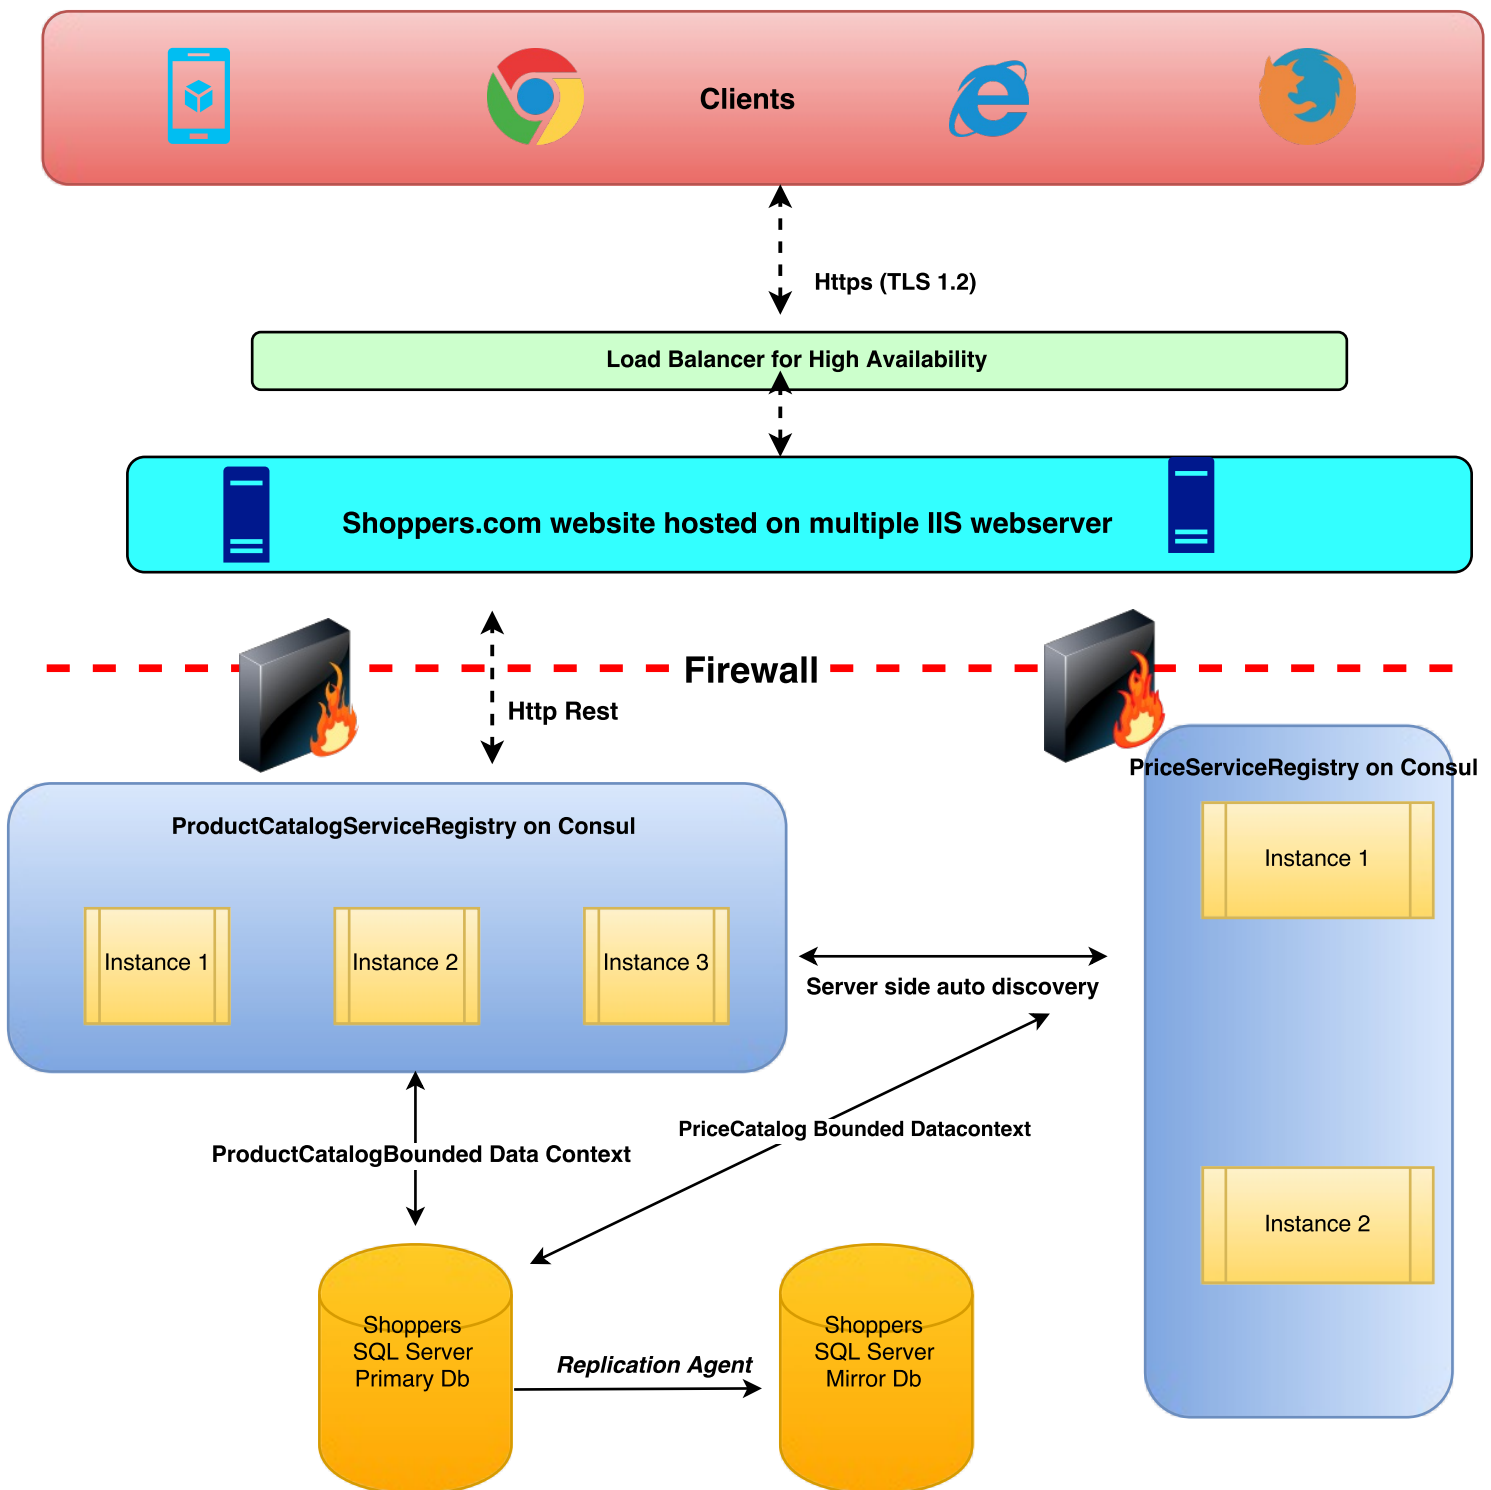 Clients
Https (TLS 1.2)
Load Balancer for High Availability
Shoppers.com website hosted on multiple IIS webserver
Firewall
Http Rest
PriceServiceRegistry on Consul
ProductCatalogServiceRegistry on Consul
Instance 1
Instance 1
Instance 2
Instance 3
Server side auto discovery
PriceCatalog Bounded Datacontext
ProductCatalogBounded Data Context
Instance 2
Shoppers
SQL Server
Primary Db
Replication Agent
Shoppers
SQL Server
Mirror Db